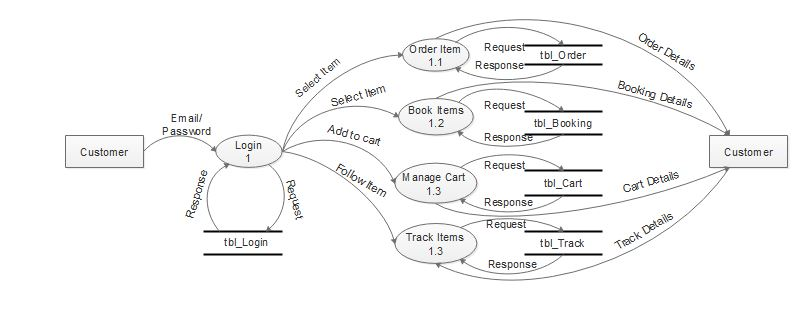 Customer
Email/
Password
Login
1
Response
Request
tbl_Login
Select Item
Select Item
Add to cart
Follow Item
Order Item
1.1
Request
Response
tbl_Order
Order Details
Book Items
1.2
Request
Response
tbl_Booking
Booking Details
Manage Cart
1.3
Request
Response
tbl_Cart
Cart Details
Track Items
1.3
Request
Response
tbl_Track
Track Details
Customer